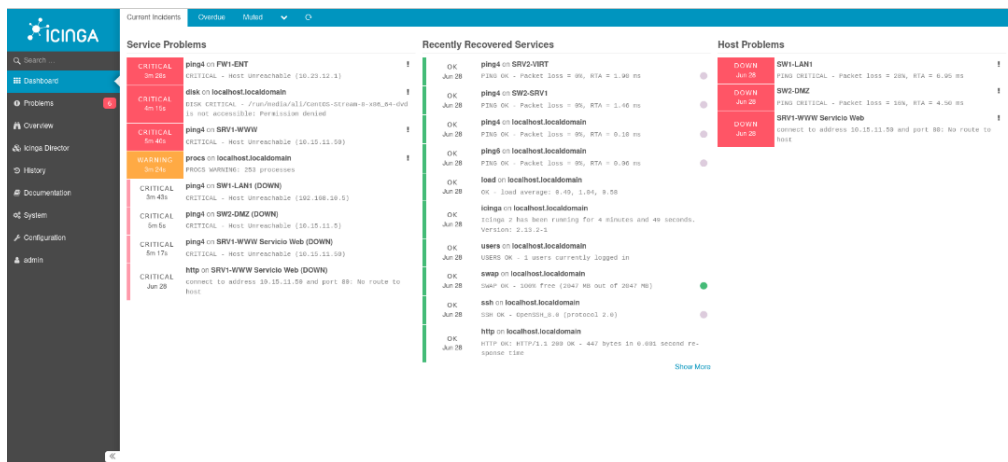 ICINGA
Search ...
Dashboard
Problems 6
Overview
Icinga Director
History
Documentation
System
Configuration
admin
Current Incidents Overdue Muted
Service Problems
CRITICAL ping4 on FW1-ENT !
CRITICAL - Host Unreachable (10.23.12.1)
CRITICAL disk on localhost.localdomain !
DISK CRITICAL - /run/media/all/CentOS-Stream-8-x86_64-dvd
is not accessible: Permission denied
CRITICAL ping4 on SRV1-WWW !
5m 40s CRITICAL - Host Unreachable (10.15.11.50)
WARNING procs on localhost.localdomain !
3m 24s PROCS WARNING: 253 processes
CRITICAL ping4 on SW1-LAN1 (DOWN)
3m 43s CRITICAL - Host Unreachable (192.168.10.5)
CRITICAL ping4 on SW2-DMZ (DOWN)
CRITICAL - Host Unreachable (10.15.11.5)
CRITICAL ping4 on SRV1-WWW Servicio Web (DOWN)
5m 17s CRITICAL - Host Unreachable (10.15.11.50)
CRITICAL http on SRV1-WWW Servicio Web (DOWN)
Jun 28 connect to address 10.15.11.50 and port 80: No route to
host
Recently Recovered Services
OK ping4 on SRV2-VIRT
Jun 28 PING OK - Packet loss = 0%, RTA = 1.90 ms
OK ping4 on SW2-SRV1
Jun 28 PING OK - Packet loss = 0%, RTA = 1.46 ms
OK ping4 on localhost.localdomain
Jun 28 PING OK - Packet loss = 0%, RTA = 0.10 ms
OK ping6 on localhost.localdomain
Jun 28 PING OK - Packet loss = 0%, RTA = 0.06 ms
OK load on localhost.localdomain
Jun 28 OK - load average: 0.49, 1.04, 0.50
OK icinga on localhost.localdomain
Jun 28 Icinga 2 has been running for 4 minutes and 40 seconds.
Version: 2.13.2-1
OK users on localhost.localdomain
Jun 28 USERS OK - 1 users currently logged in
OK swap on localhost.localdomain
Jun 28 SWAP OK - 100% free (2047 MB out of 2047 MB)
OK ssh on localhost.localdomain
Jun 28 SSH OK - OpenSSH_8.0 (protocol 2.0)
OK http on localhost.localdomain
Jun 28 HTTP OK: HTTP/1.1 200 OK - 447 bytes in 0.001 second re-
sponse time
Show More
Host Problems
DOWN SW1-LAN1 !
Jun 28 PING CRITICAL - Packet loss = 28%, RTA = 6.95 ms
DOWN SW2-DMZ !
Jun 28 PING CRITICAL - Packet loss = 16%, RTA = 4.50 ms
DOWN SRV1-WWW Servicio Web !
Jun 28 connect to address 10.15.11.50 and port 80: No route to
host